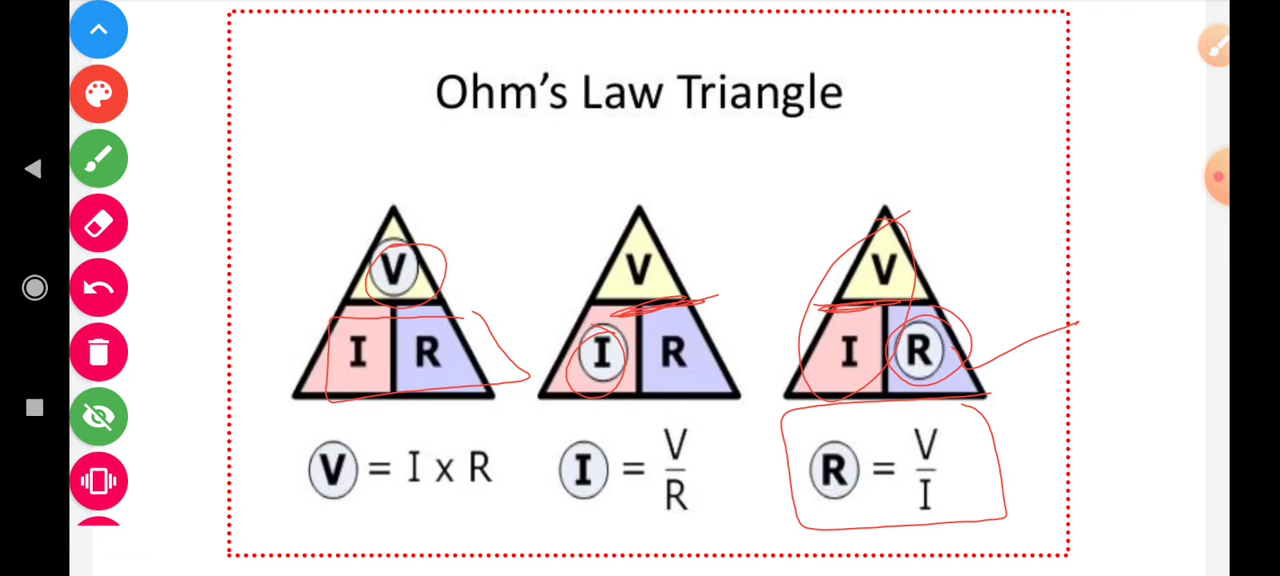 Ohm's Law Triangle
V V V
I R I R I R
V = I x R I = V/R R = V/I